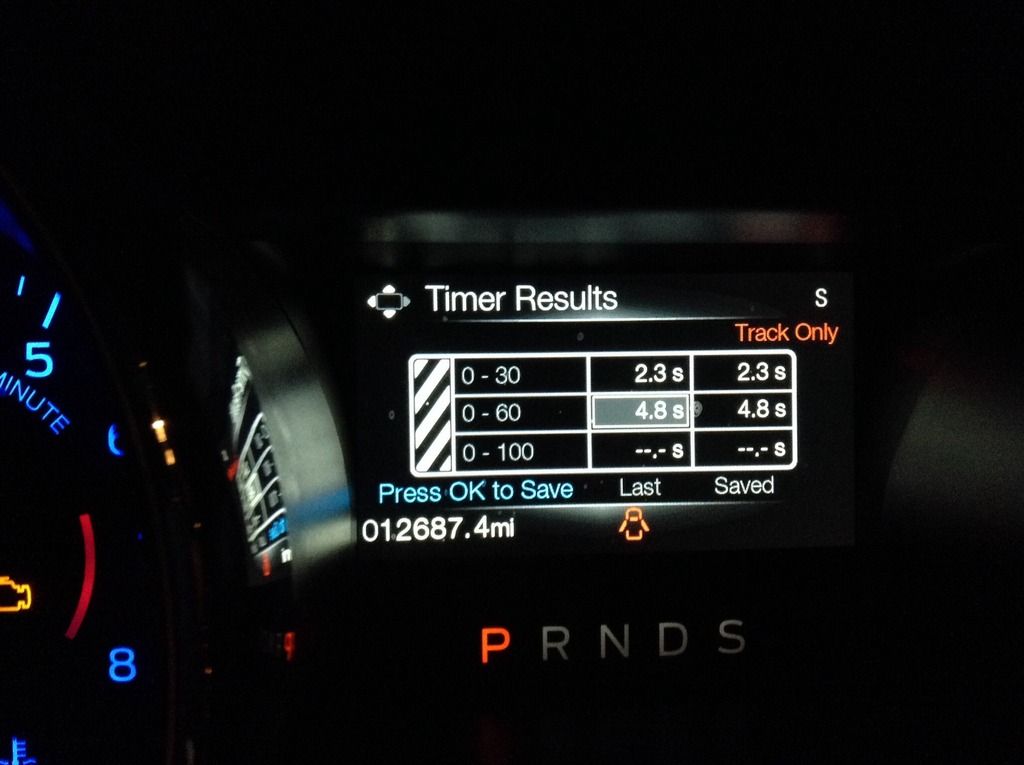 Timer Results S
Track Only
0 - 30 2.3 s 2.3 s
0 - 60 4.8 s 4.8 s
0 - 100 --.- s --.- s
Press OK to Save Last Saved
012687.4mi
P R N D S
5
MINUTE
6
8